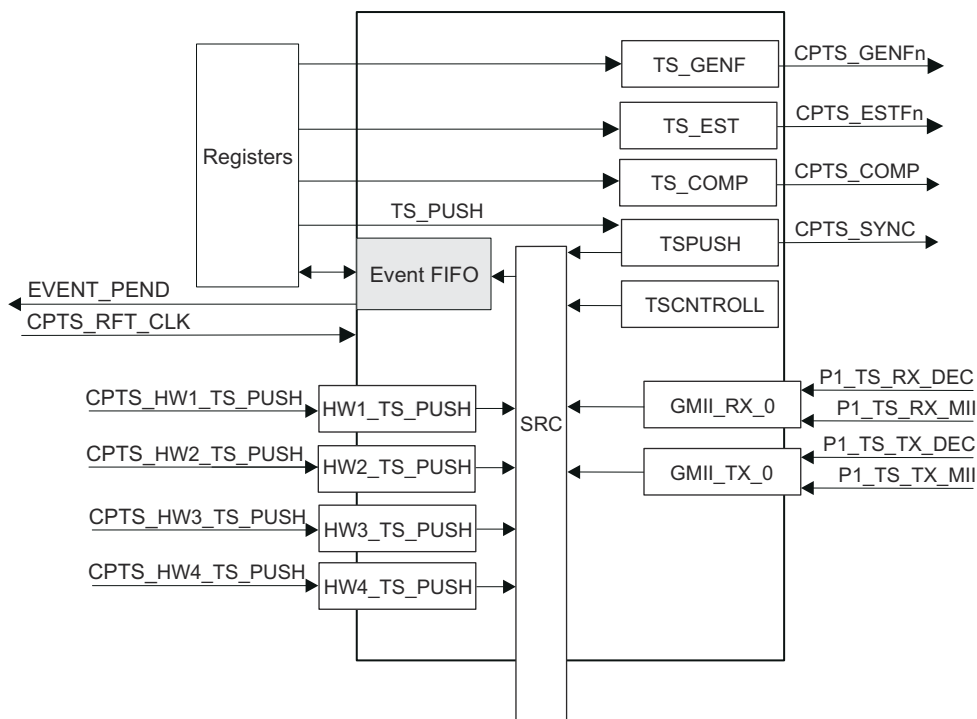 TS_GENF
CPTS_GENFn
TS_EST
CPTS_ESTFn
Registers
TS_COMP
CPTS_COMP
TS_PUSH
TSPUSH
CPTS_SYNC
Event FIFO
EVENT_PEND
TSCNTROLL
CPTS_RFT_CLK
CPTS_HW1_TS_PUSH
HW1_TS_PUSH
SRC
GMII_RX_0
P1_TS_RX_DEC
P1_TS_RX_MII
CPTS_HW2_TS_PUSH
HW2_TS_PUSH
GMII_TX_0
P1_TS_TX_DEC
P1_TS_TX_MII
CPTS_HW3_TS_PUSH
HW3_TS_PUSH
CPTS_HW4_TS_PUSH
HW4_TS_PUSH